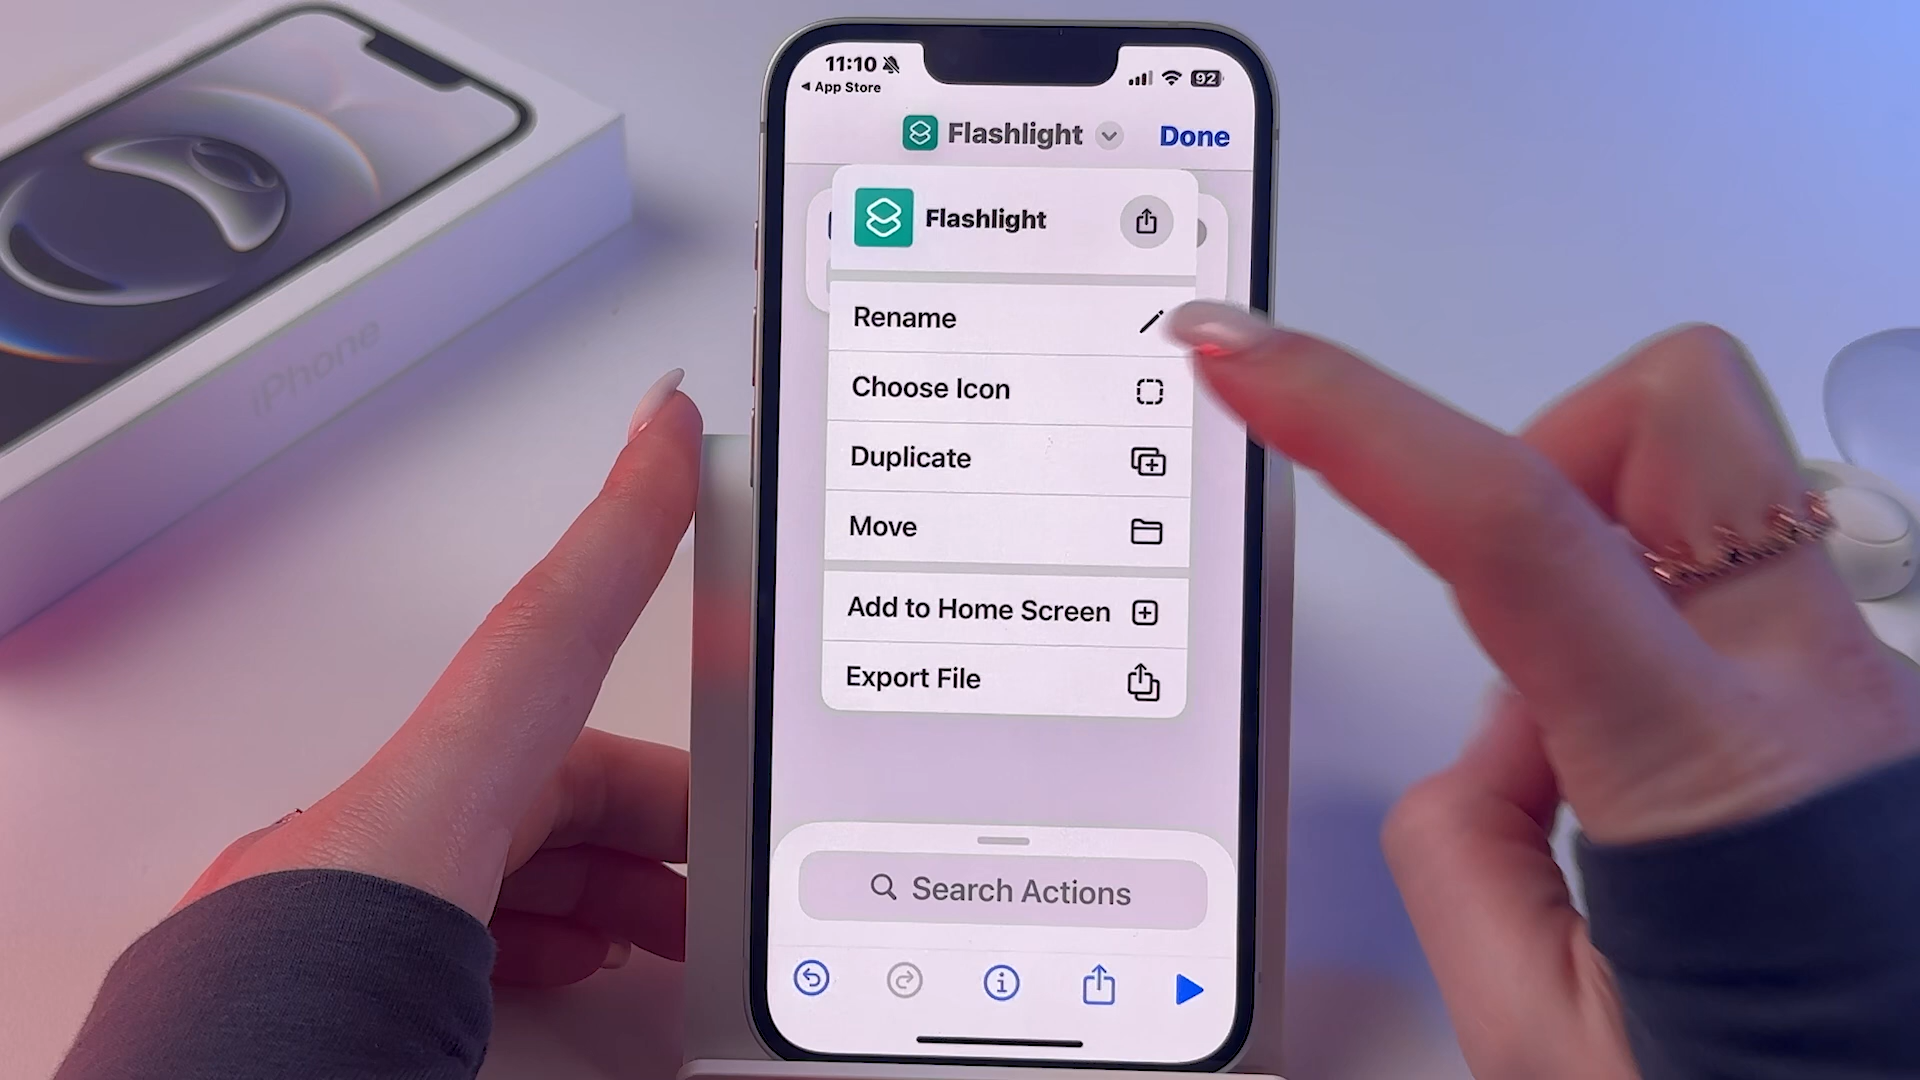 iPhone
11:10
92
App Store
Flashlight
Done
Flashlight
Rename
Choose Icon
Duplicate
Move
Add to Home Screen
Export File
Search Actions